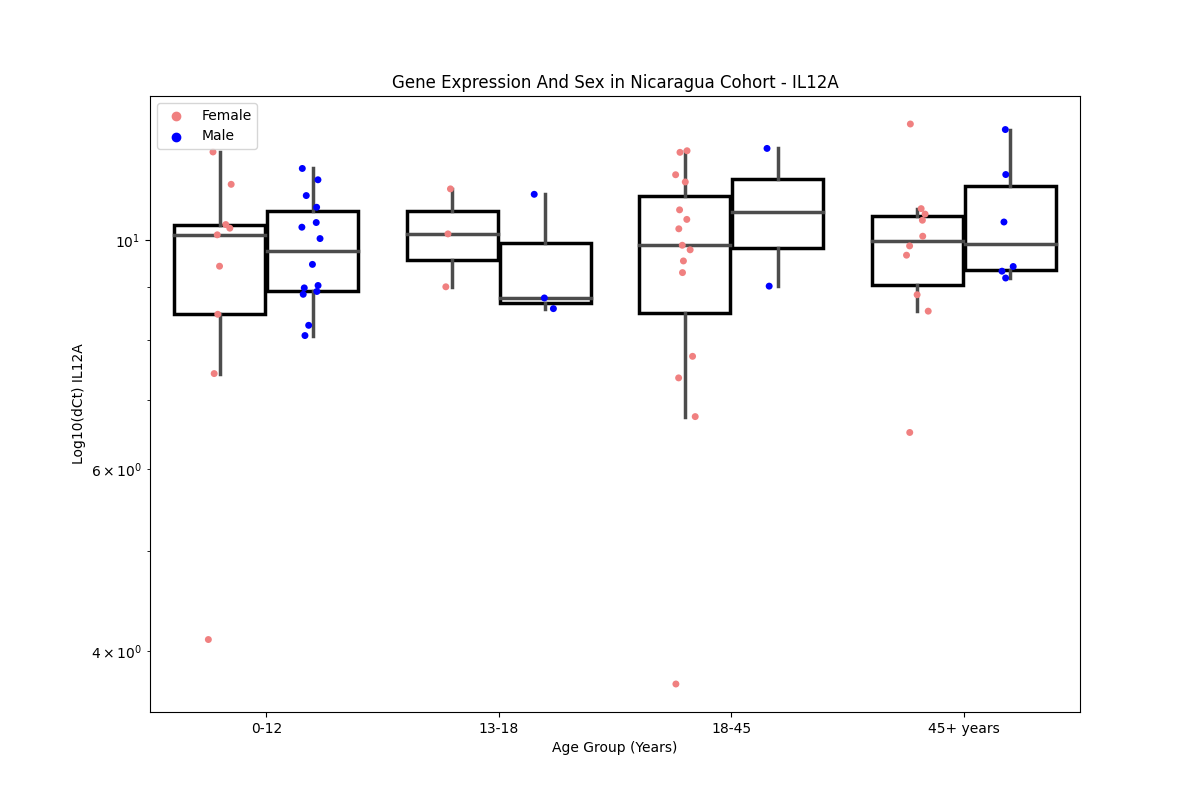 Gene Expression And Sex in Nicaragua Cohort - IL12A
Female
Male
10¹
6 × 10⁰
4 × 10⁰
Log10(dCt) IL12A
0-12
13-18
18-45
45+ years
Age Group (Years)